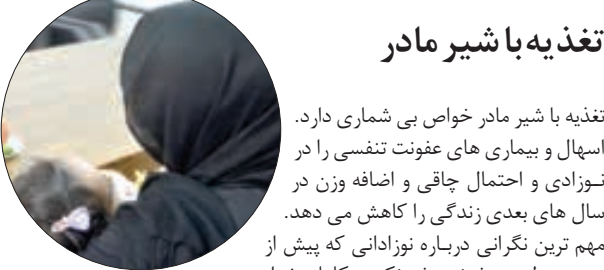 تغذیه با شیر مادر
تغذیه با شیر مادر خواص بی شماری دارد.
اسهال و بیماری های عفونت تنفسی را در
نـوزادی و احتمال چاقی و اضافه وزن در
سال های بعدی زندگی را کاهش می دهد.
مهم ترین نگرانی دربـاره نوزادانی که پیش از